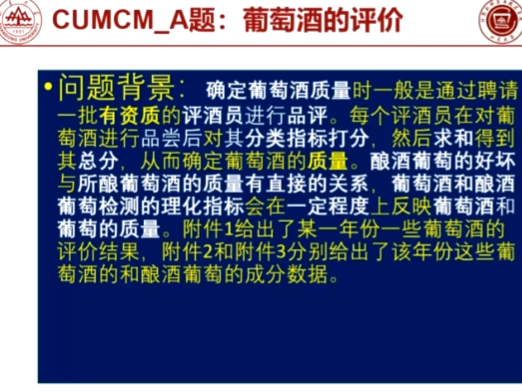 CUMCM_A题：葡萄酒的评价
•问题背景：确定葡萄酒质量时一般是通过聘请
一批有资质的评酒员进行品评。每个评酒员在对葡
萄酒进行品尝后对其分类指标打分，然后求和得到
其总分，从而确定葡萄酒的质量。酿酒葡萄的好坏
与所酿葡萄酒的质量有直接的关系，葡萄酒和酿酒
葡萄检测的理化指标会在一定程度上反映葡萄酒和
葡萄的质量。附件1给出了某一年份一些葡萄酒的
评价结果，附件2和附件3分别给出了该年份这些葡
萄酒的和酿酒葡萄的成分数据。